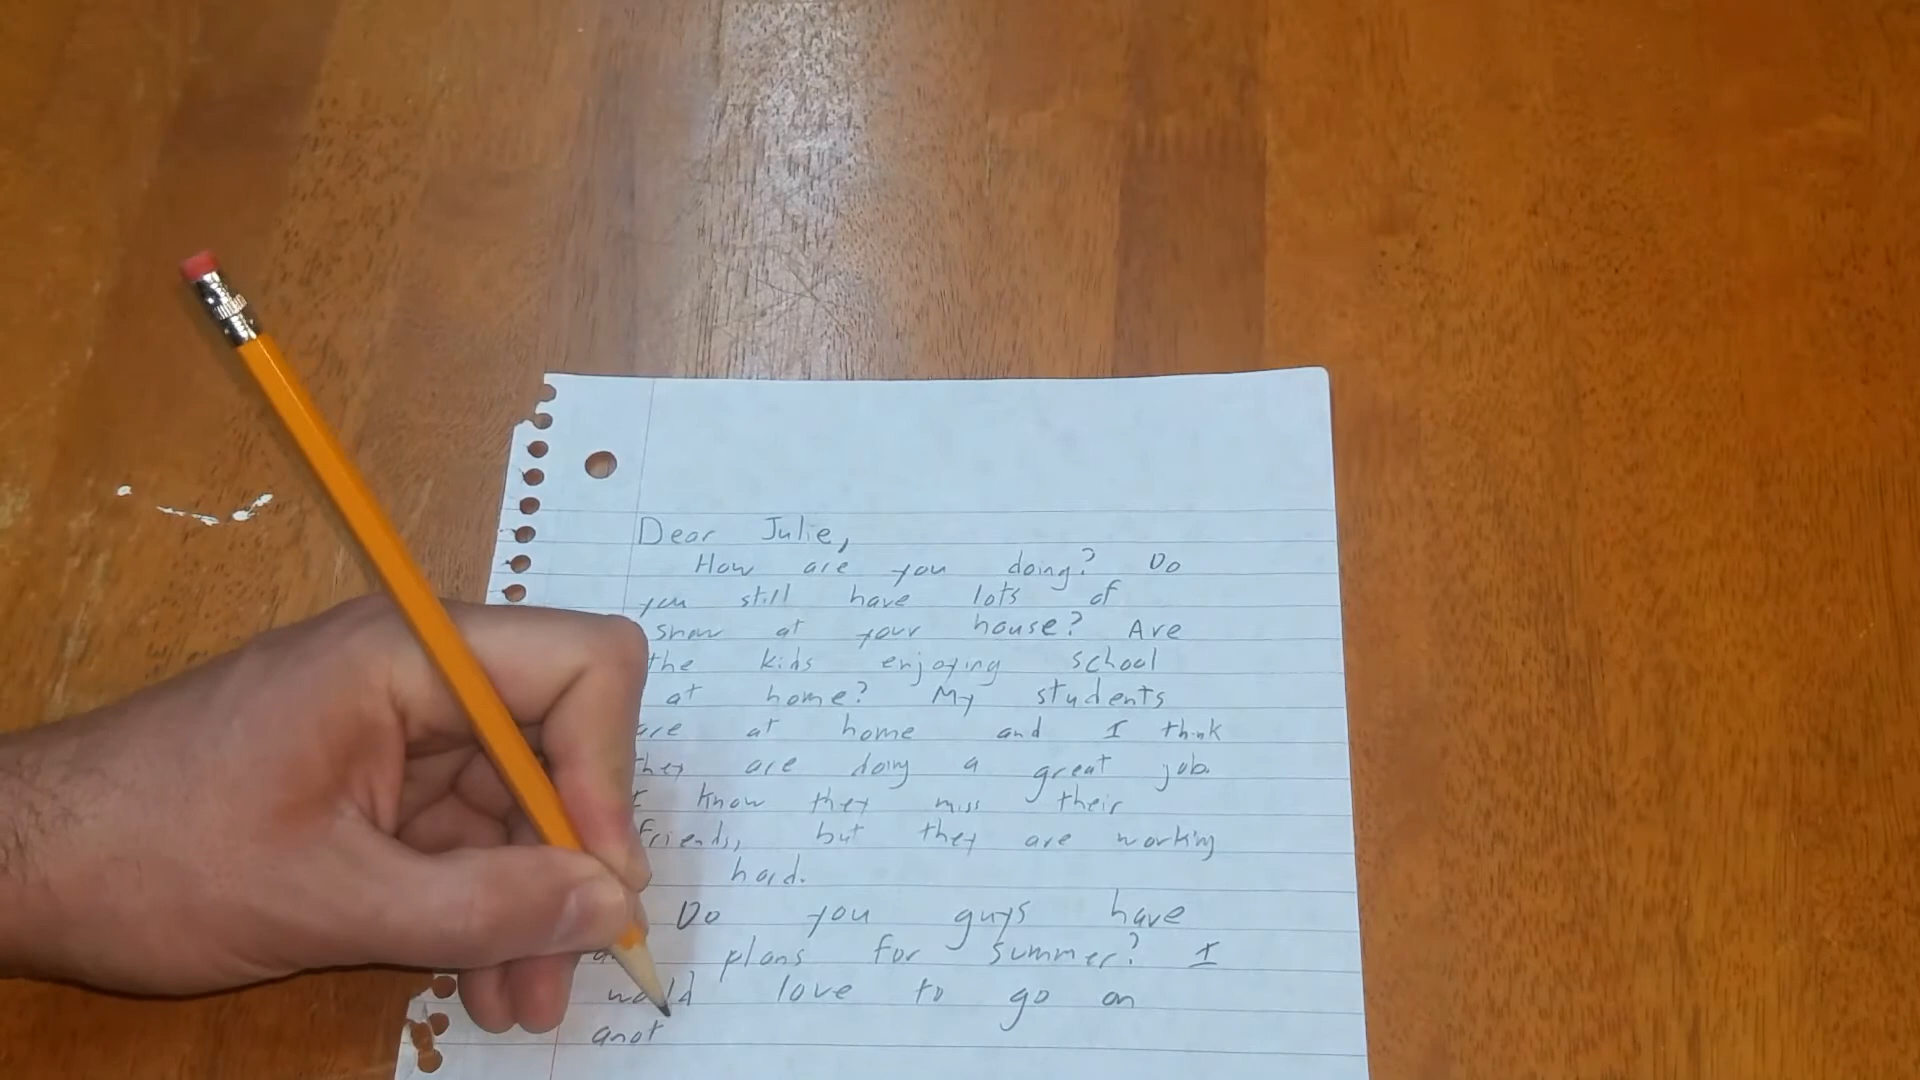 Dear Julie,
How are you doing? Do
you still have lots of
snow at your house? Are
the kids enjoying school
at home? My students
are at home and I think
they are doing a great job.
I know they miss their
friends, but they are working
hard.
Do you guys have
plans for summer? I
would love to go on
anot